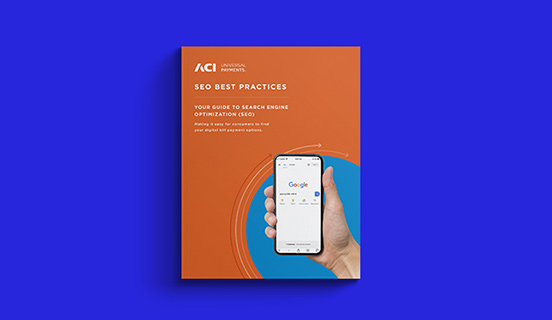 ACI UNIVERSAL
PAYMENTS.
SEO BEST PRACTICES
YOUR GUIDE TO SEARCH ENGINE
OPTIMIZATION (SEO)
Making it easy for consumers to find
your digital bill payment options.
Google